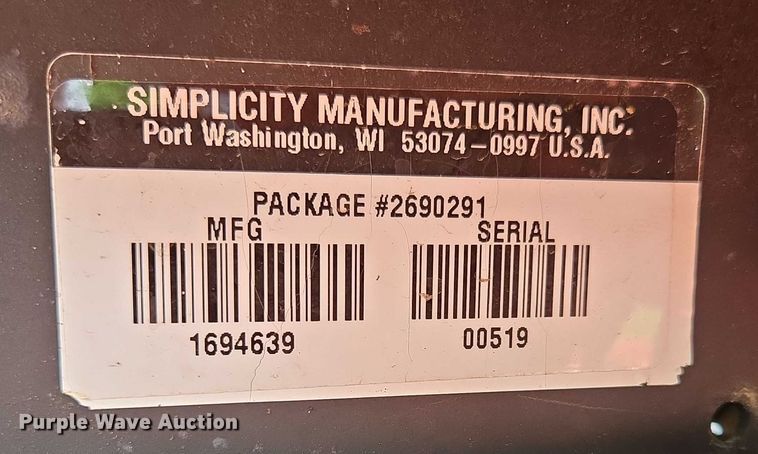 SIMPLICITY MANUFACTURING, INC.
Port Washington, WI 53074-0997 U.S.A.
PACKAGE #2690291
MFG SERIAL
1694639 00519
Purple Wave Auction